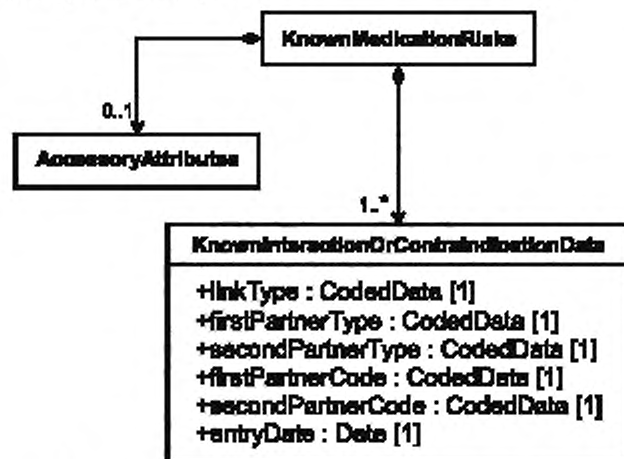 KnownMedicationRisks
0..1
AccessoryAttributes
1..*
KnownInteractionOrContraindicationData
+linkType : CodedData [1]
+firstPartnerType : CodedData [1]
+secondPartnerType : CodedData [1]
+firstPartnerCode : CodedData [1]
+secondPartnerCode : CodedData [1]
+entryDate : Date [1]